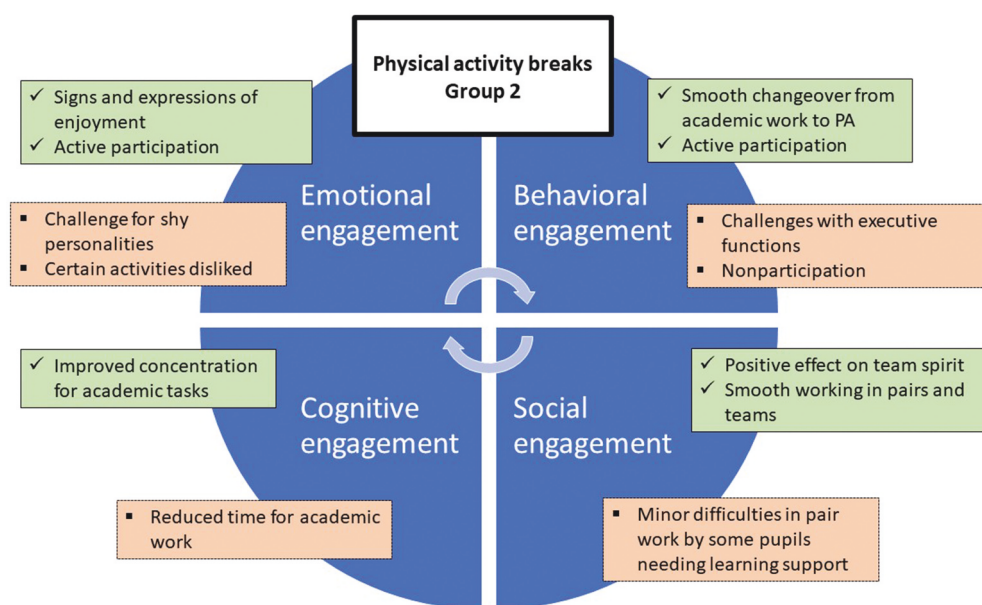 Physical activity breaks
Group 2
✓ Signs and expressions of
enjoyment
✓ Active participation
✓ Smooth changeover from
academic work to PA
✓ Active participation
Emotional
engagement
Behavioral
engagement
▪ Challenge for shy
personalities
▪ Certain activities disliked
▪ Challenges with executive
functions
▪ Nonparticipation
✓ Improved concentration
for academic tasks
✓ Positive effect on team spirit
✓ Smooth working in pairs and
teams
Cognitive
engagement
Social
engagement
▪ Reduced time for academic
work
▪ Minor difficulties in pair
work by some pupils
needing learning support